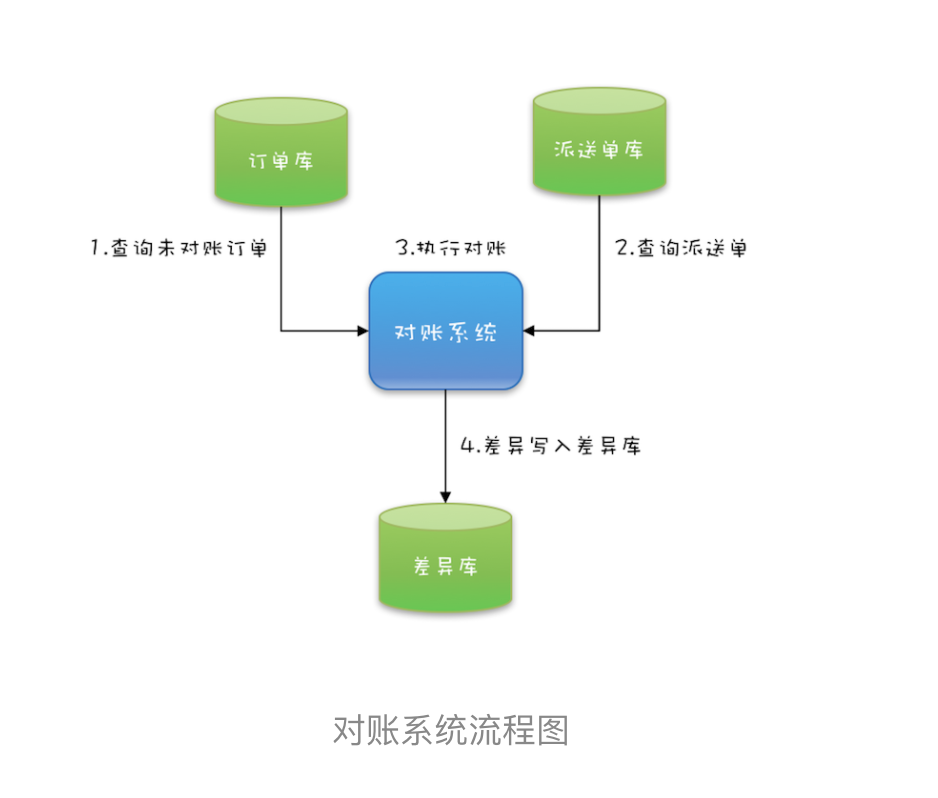 订单库
派送单库
1.查询未对账订单
3.执行对账
2.查询派送单
对账系统
4.差异写入差异库
差异库
对账系统流程图